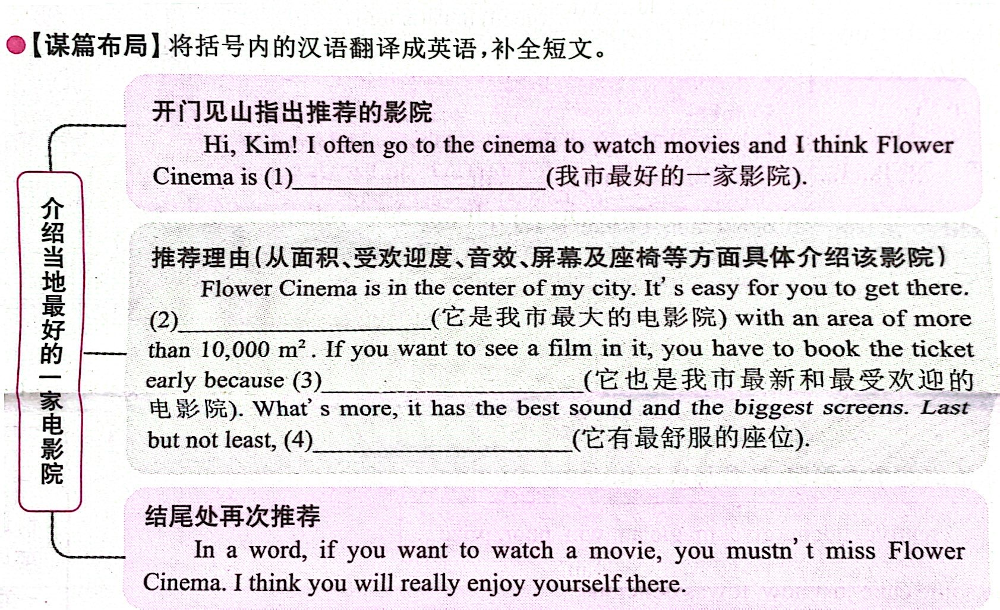 【谋篇布局】将括号内的汉语翻译成英语,补全短文。
介绍当地最好的一家电影院
开门见山指出推荐的影院
Hi, Kim! I often go to the cinema to watch movies and I think Flower
Cinema is (1)____________________(我市最好的一家影院).
推荐理由(从面积、受欢迎度、音效、屏幕及座椅等方面具体介绍该影院)
Flower Cinema is in the center of my city. It's easy for you to get there.
(2)____________________(它是我市最大的电影院) with an area of more
than 10,000 m². If you want to see a film in it, you have to book the ticket
early because (3)____________________(它也是我市最新和最受欢迎的
电影院). What's more, it has the best sound and the biggest screens. Last
but not least, (4)____________________(它有最舒服的座位).
结尾处再次推荐
In a word, if you want to watch a movie, you mustn't miss Flower
Cinema. I think you will really enjoy yourself there.